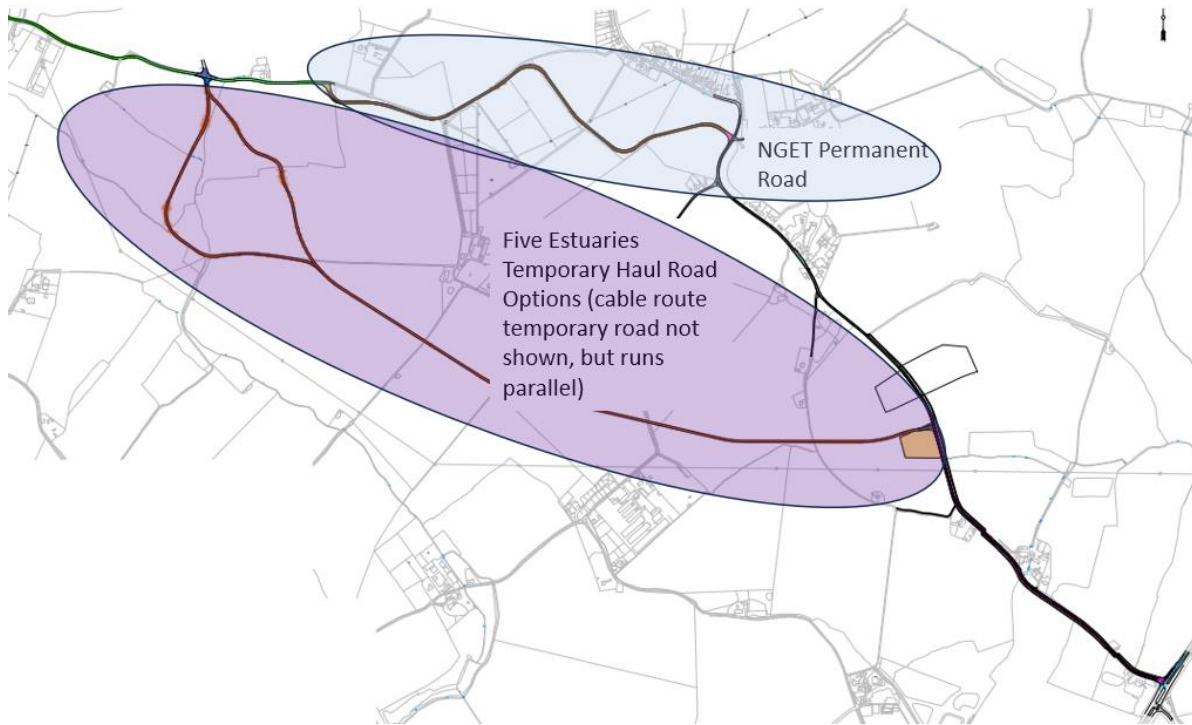 NGET Permanent
Road
Five Estuaries
Temporary Haul Road
Options (cable route
temporary road not
shown, but runs
parallel)